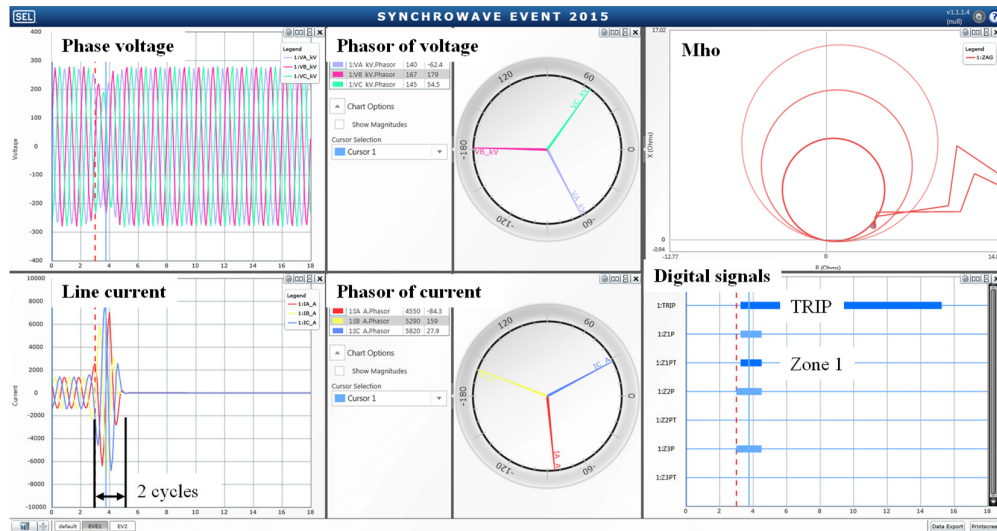 SEL
SYNCHROWAVE EVENT 2015
v1.1.1.4
(null)
Phase voltage
Legend
1:VA_kV
1:VB_kV
1:VC_kV
400
300
200
100
0
-100
-200
-300
-400
Voltage
0 2 4 6 8 10 12 14 16 18
Phasor of voltage
1:VA kV.Phasor 140 -62.4
1:VB kV.Phasor 167 179
1:VC kV.Phasor 145 54.5
Chart Options
Show Magnitudes
Cursor Selection
Cursor 1
120
60
-180
0
-120
-60
VC_kV
VB_kV
VA_kV
Mho
Legend
1:ZAG
17.02
X (Ohms)
0
-0.94
-12.77
0
R (Ohms)
Line current
Legend
1:IA_A
1:IB_A
1:IC_A
10000
8000
6000
4000
2000
0
-2000
-4000
-6000
-8000
-10000
Current
2 cycles
0 2 4 6 8 10 12 14 16 18
Phasor of current
1:IA A.Phasor 4550 -84.3
1:IB A.Phasor 5290 159
1:IC A.Phasor 5820 27.9
Chart Options
Show Magnitudes
Cursor Selection
Cursor 1
120
60
-180
0
-120
-60
IC_A
IA_A
Digital signals
1:TRIP
TRIP
1:Z1P
1:Z1PT
Zone 1
1:Z2P
1:Z2PT
1:Z3P
1:Z3PT
0 2 4 6 8 10 12 14 16 18
default
EVE1
EV2
Data Export
Printscreen